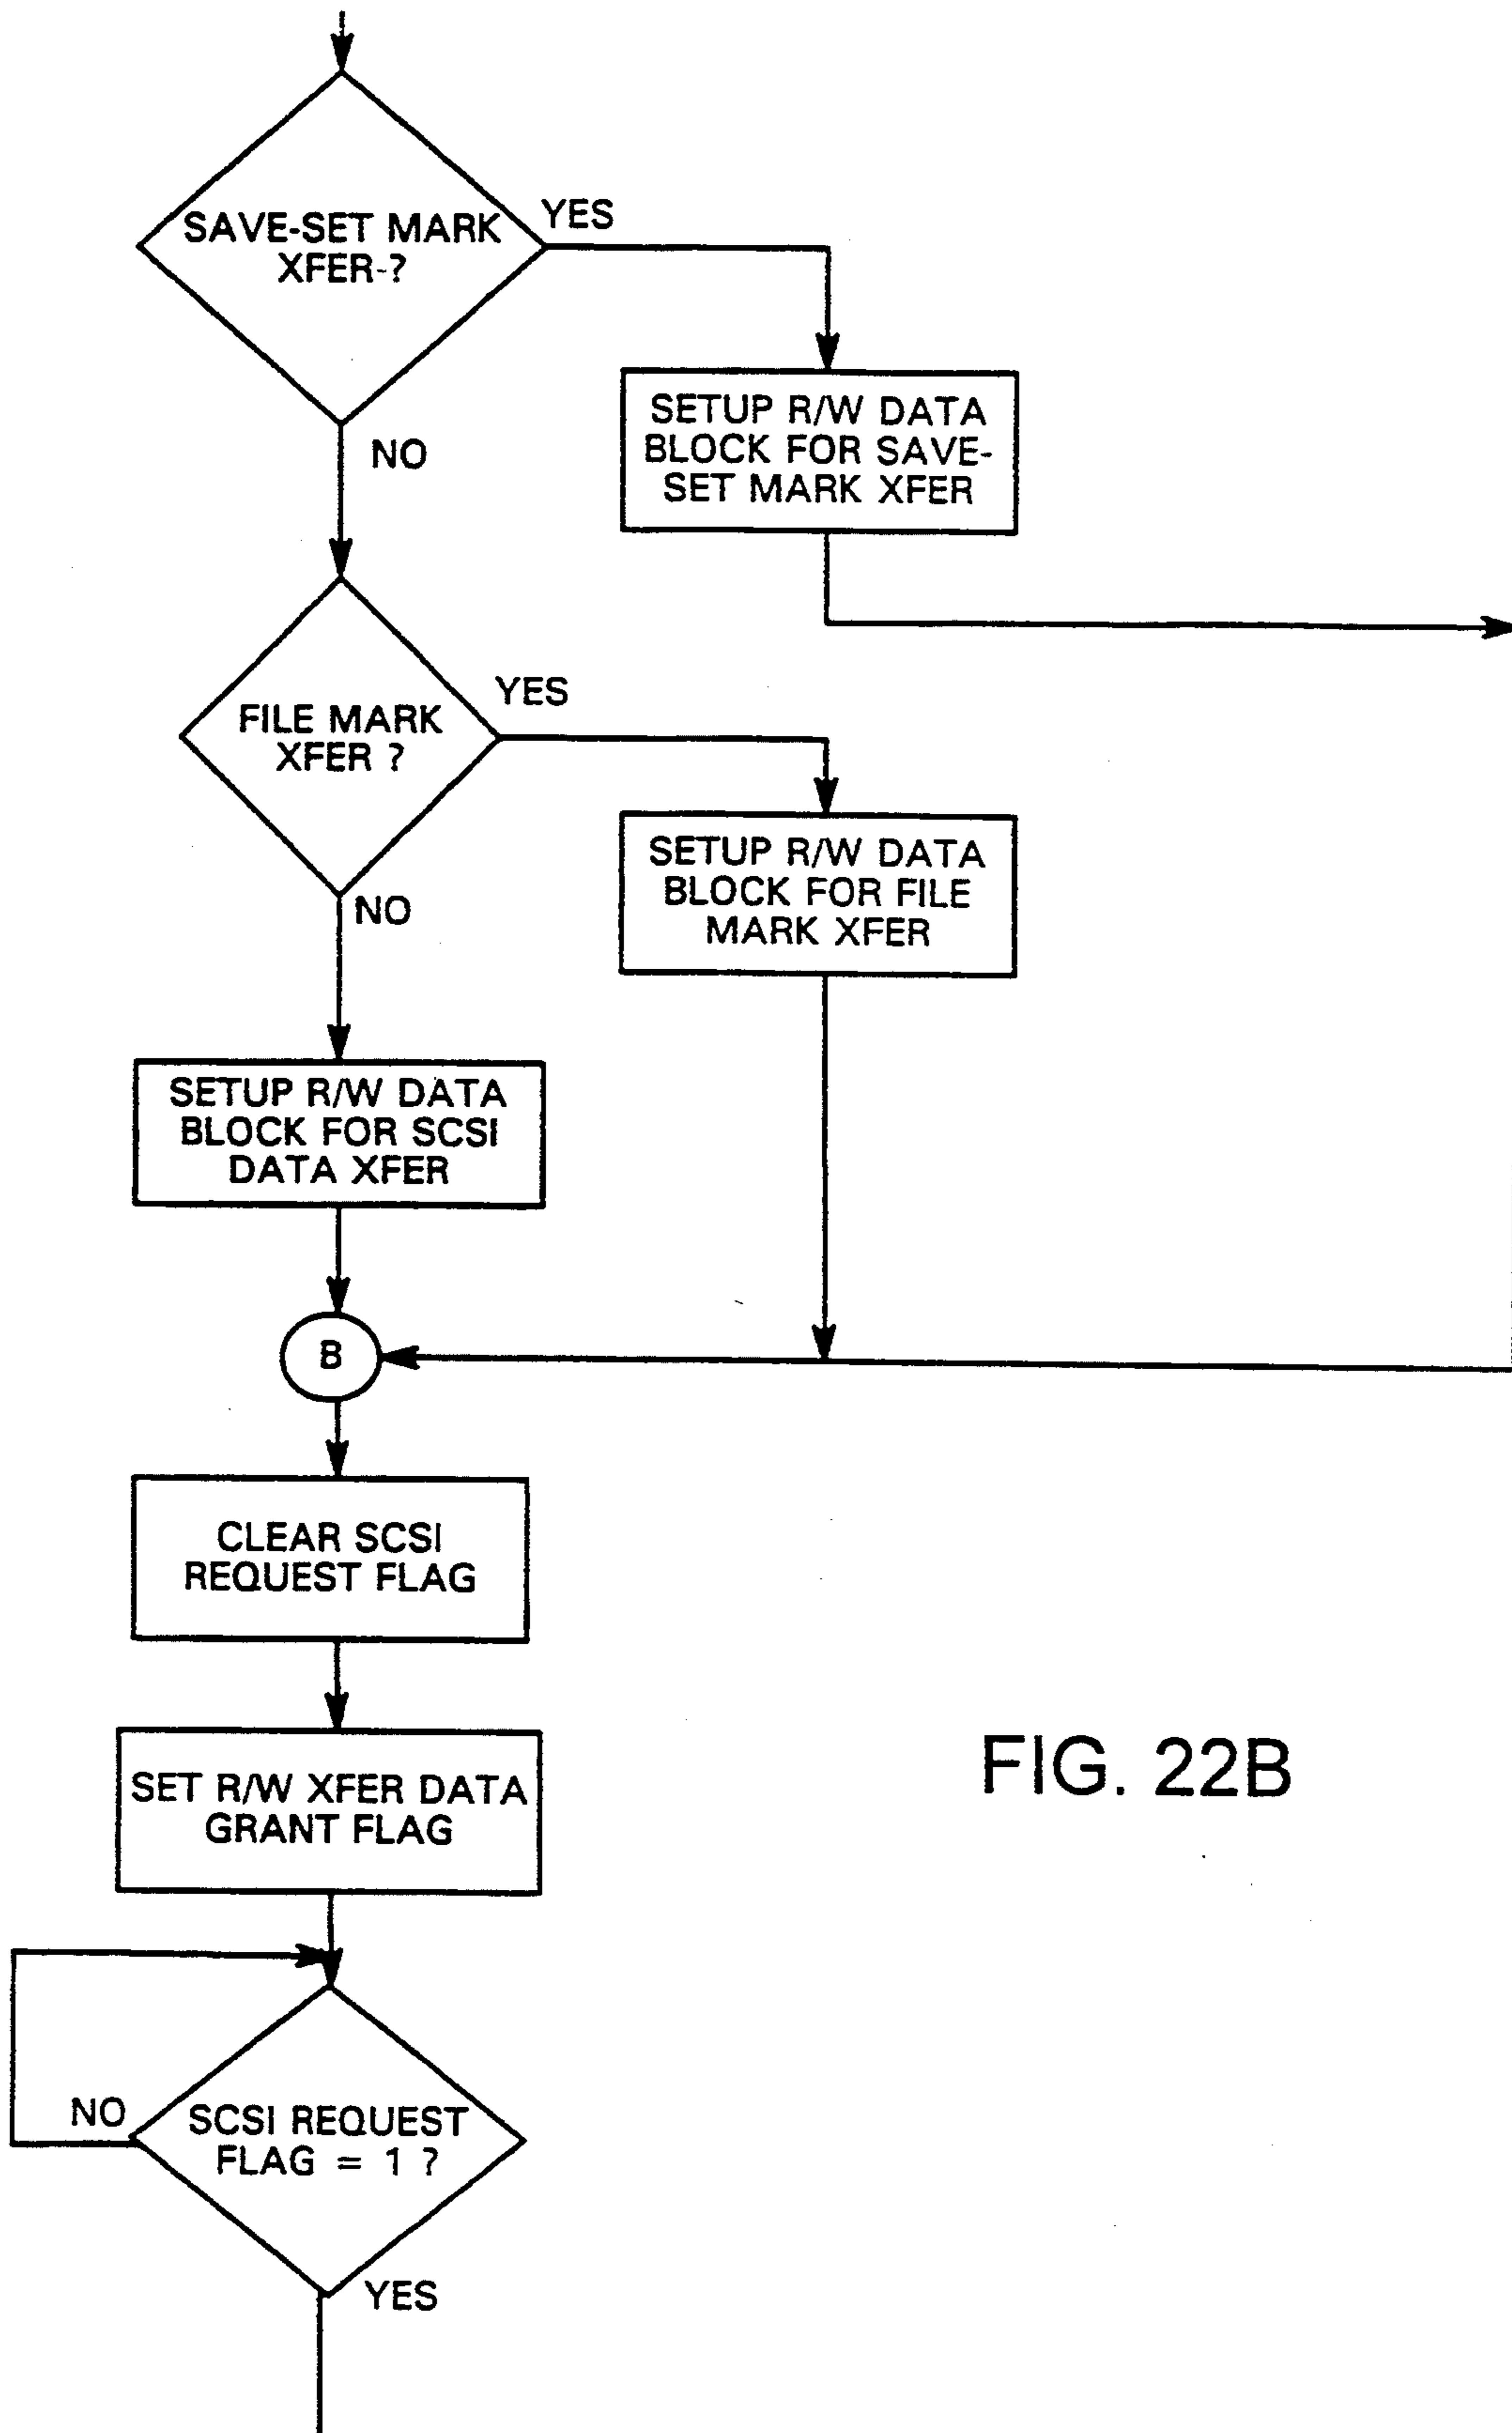 SAVE-SET MARK
XFER-?
YES
SETUP R/W DATA
BLOCK FOR SAVE-
SET MARK XFER
NO
FILE MARK
XFER ?
YES
SETUP R/W DATA
BLOCK FOR FILE
MARK XFER
NO
SETUP R/W DATA
BLOCK FOR SCSI
DATA XFER
B
CLEAR SCSI
REQUEST FLAG
SET R/W XFER DATA
GRANT FLAG
FIG. 22B
NO
SCSI REQUEST
FLAG = 1 ?
YES